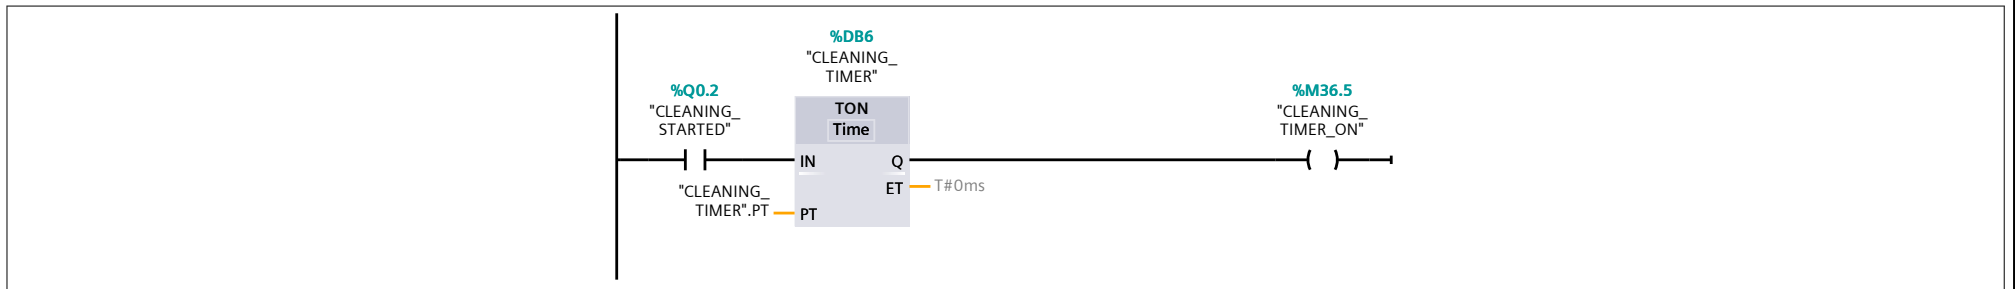 %DB6
"CLEANING_
TIMER"
%Q0.2
"CLEANING_
STARTED"
TON
Time
%M36.5
"CLEANING_
TIMER_ON"
IN
Q
ET
T#0ms
"CLEANING_
TIMER".PT
PT